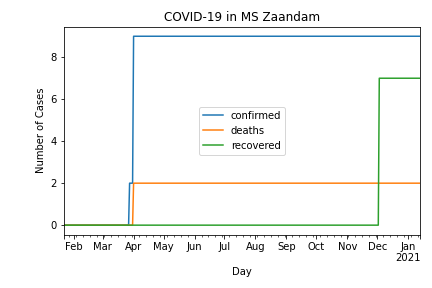 COVID-19 in MS Zaandam
Number of Cases
8
6
4
2
0
confirmed
deaths
recovered
Feb Mar Apr May Jun Jul Aug Sep Oct Nov Dec Jan
2021
Day